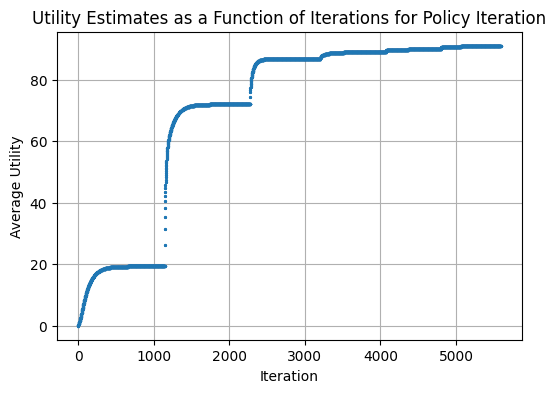 Utility Estimates as a Function of Iterations for Policy Iteration
Average Utility
80
60
40
20
0
0 1000 2000 3000 4000 5000
Iteration